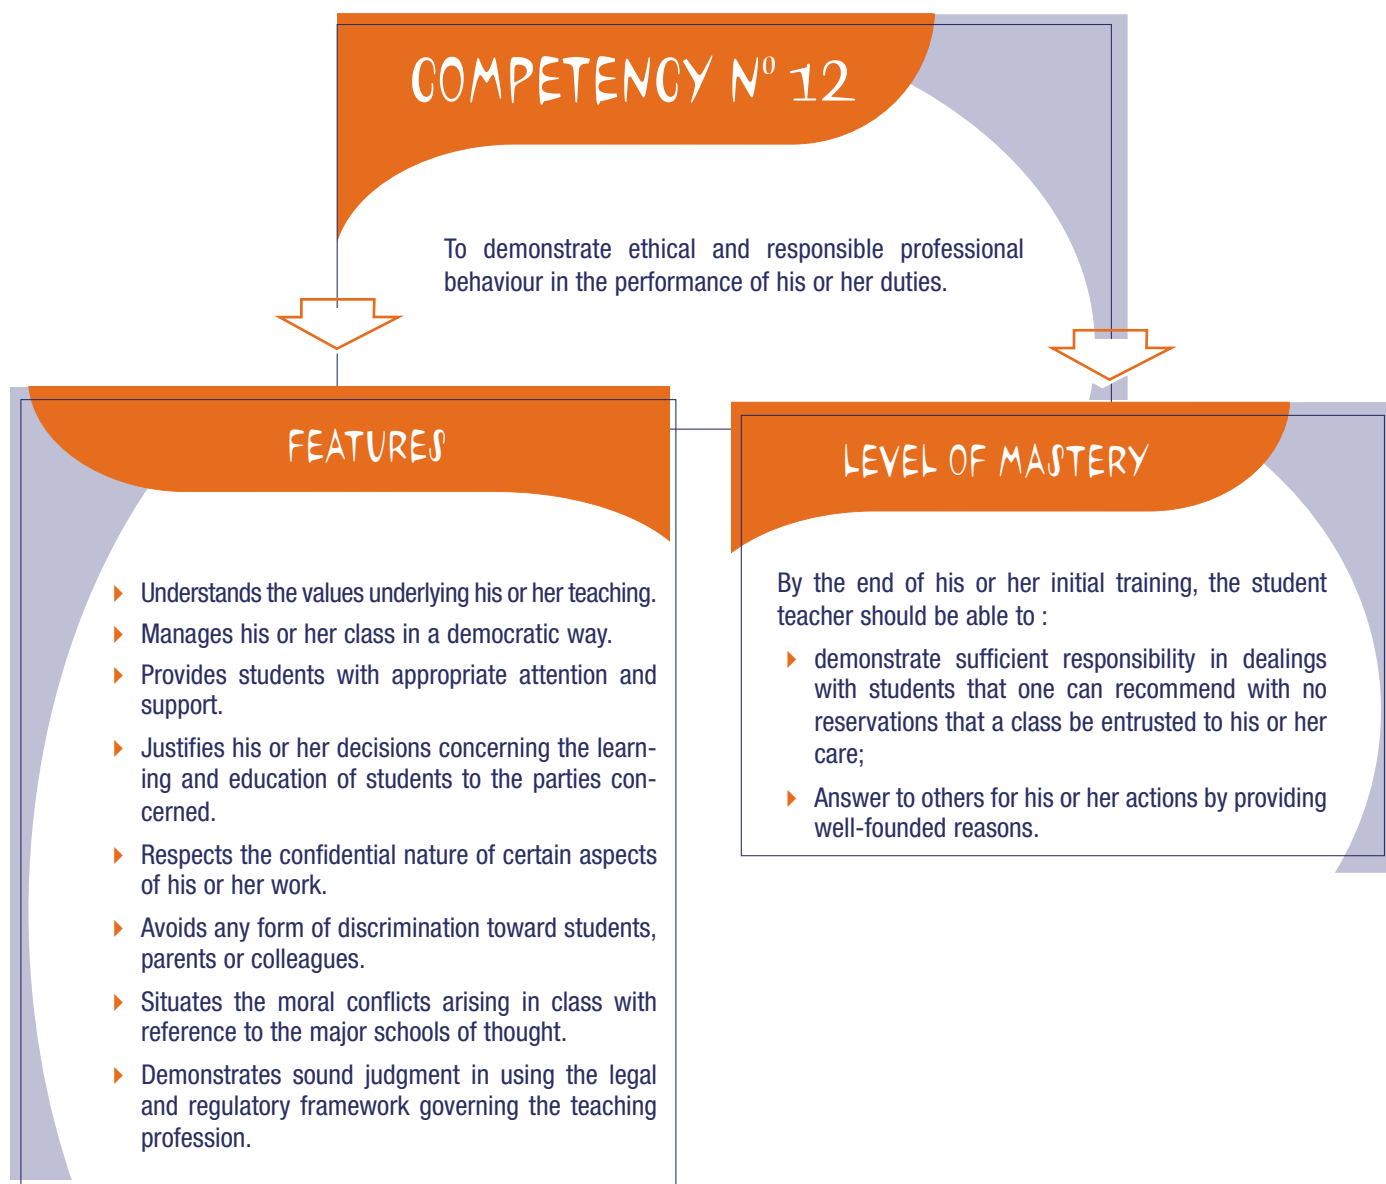 COMPETENCY Nº 12
To demonstrate ethical and responsible professional
behaviour in the performance of his or her duties.
FEATURES
Understands the values underlying his or her teaching.
Manages his or her class in a democratic way.
Provides students with appropriate attention and
support.
Justifies his or her decisions concerning the learn-
ing and education of students to the parties con-
cerned.
Respects the confidential nature of certain aspects
of his or her work.
Avoids any form of discrimination toward students,
parents or colleagues.
Situates the moral conflicts arising in class with
reference to the major schools of thought.
Demonstrates sound judgment in using the legal
and regulatory framework governing the teaching
profession.
LEVEL OF MASTERY
By the end of his or her initial training, the student
teacher should be able to :
demonstrate sufficient responsibility in dealings
with students that one can recommend with no
reservations that a class be entrusted to his or her
care;
Answer to others for his or her actions by providing
well-founded reasons.